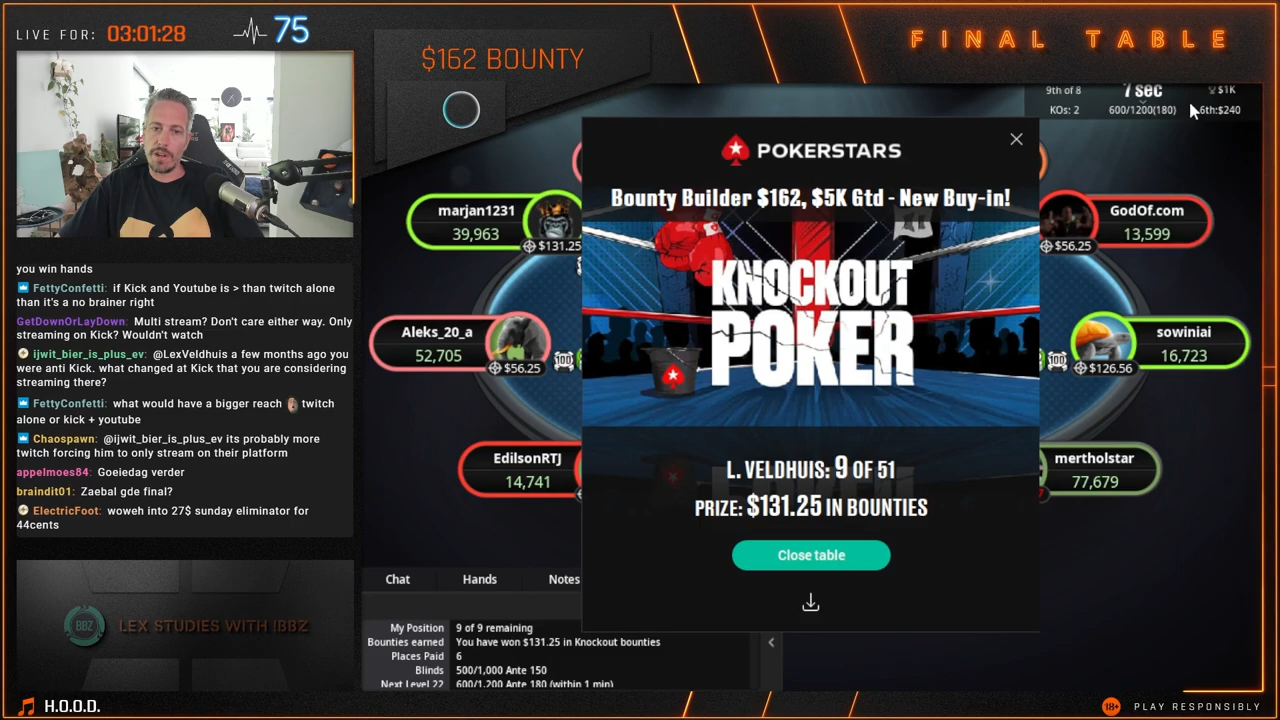 LIVE FOR: 03:01:28
75
$162 BOUNTY
FINAL TABLE
9th of 8
7 sec
$1K
KOs: 2
600/1200(180)
6th:$240
POKERSTARS
Bounty Builder $162, $5K Gtd - New Buy-in!
KNOCKOUT
POKER
L. VELDHUIS: 9 OF 51
PRIZE: $131.25 IN BOUNTIES
Close table
marjan1231
39,963
$131.25
GodOf.com
13,599
$56.25
Aleks_20_a
52,705
$56.25
100
sowiniai
16,723
$126.56
100
EdilsonRTJ
14,741
mertholstar
77,679
you win hands
FettyConfetti: if Kick and Youtube is > than twitch alone
than it's a no brainer right
GetDownOrLayDown: Multi stream? Don't care either way. Only
streaming on Kick? Wouldn't watch
ijwit_bier_is_plus_ev: @LexVeldhuis a few months ago you
were anti Kick. what changed at Kick that you are considering
streaming there?
FettyConfetti: what would have a bigger reach twitch
alone or kick + youtube
Chaospawn: @ijwit_bier_is_plus_ev its probably more
twitch forcing him to only stream on their platform
appelmoes84: Goeiedag verder
braindit01: Zaebal gde final?
ElectricFoot: woweh into 27$ sunday eliminator for
44cents
BBZ
LEX STUDIES WITH !BBZ
Chat
Hands
Notes
My Position 9 of 9 remaining
Bounties earned You have won $131.25 in Knockout bounties
Places Paid 6
Blinds 500/1,000 Ante 150
Next Level 22 600/1,200 Ante 180 (within 1 min)
H.O.O.D.
18+ PLAY RESPONSIBLY